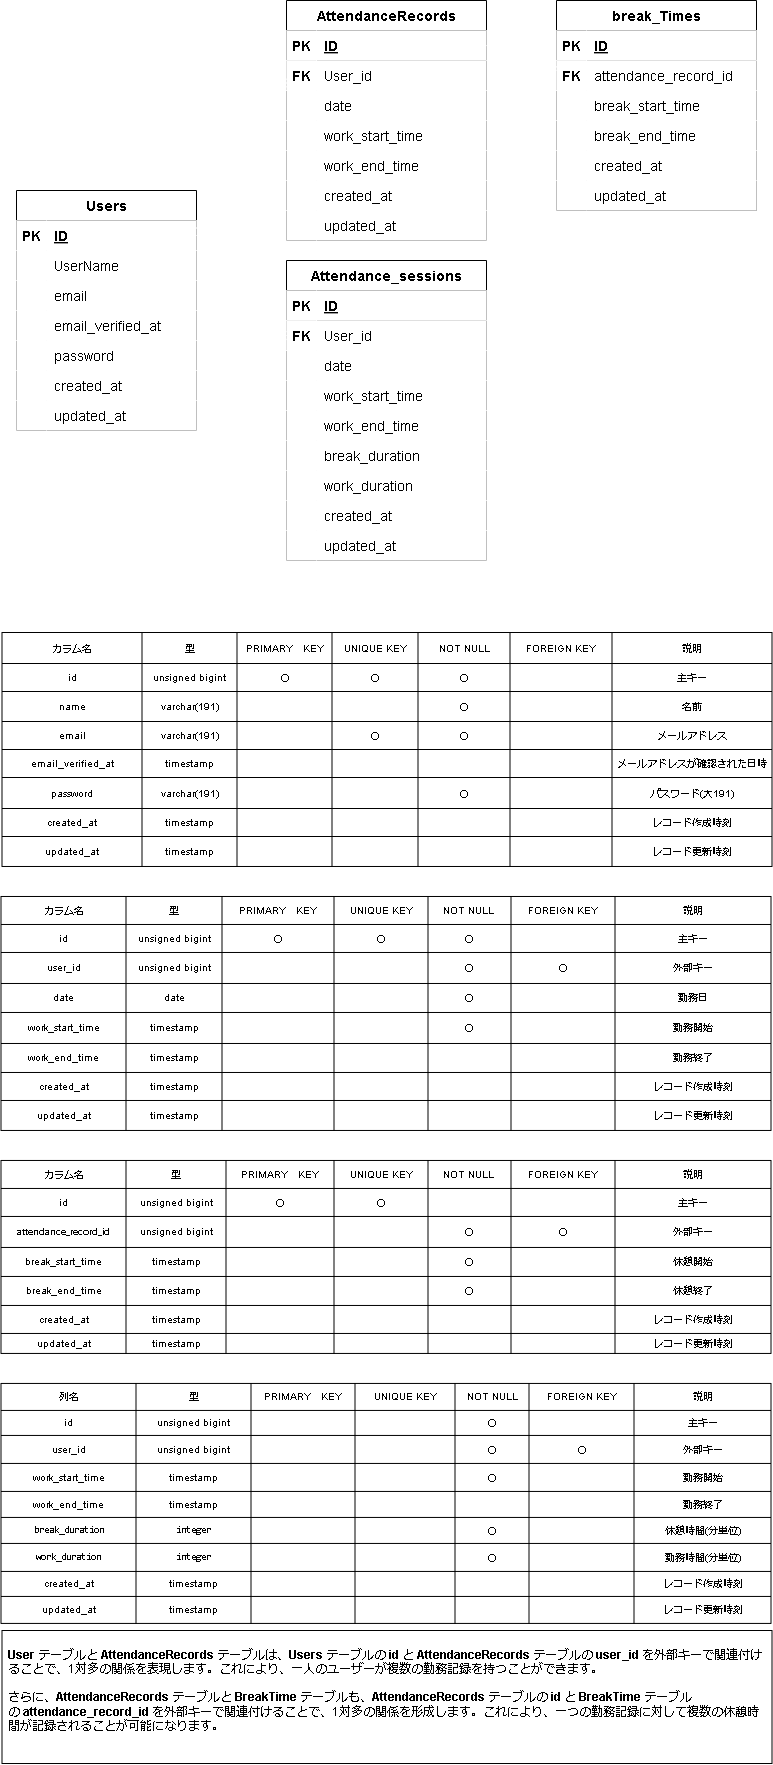 AttendanceRecords
PK ID
FK User_id
date
work_start_time
work_end_time
created_at
updated_at
break_Times
PK ID
FK attendance_record_id
break_start_time
break_end_time
created_at
updated_at
Users
PK ID
UserName
email
email_verified_at
password
created_at
updated_at
Attendance_sessions
PK ID
FK User_id
date
work_start_time
work_end_time
break_duration
work_duration
created_at
updated_at
カラム名 型 PRIMARY KEY UNIQUE KEY NOT NULL FOREIGN KEY 説明
id unsigned bigint ○ ○ ○ 主キー
name varchar(191) ○ 名前
email varchar(191) ○ ○ メールアドレス
email_verified_at timestamp メールアドレスが確認された日時
password varchar(191) ○ パスワード(大191)
created_at timestamp レコード作成時刻
updated_at timestamp レコード更新時刻
カラム名 型 PRIMARY KEY UNIQUE KEY NOT NULL FOREIGN KEY 説明
id unsigned bigint ○ ○ ○ 主キー
user_id unsigned bigint ○ ○ 外部キー
date date ○ 勤務日
work_start_time timestamp ○ 勤務開始
work_end_time timestamp 勤務終了
created_at timestamp レコード作成時刻
updated_at timestamp レコード更新時刻
カラム名 型 PRIMARY KEY UNIQUE KEY NOT NULL FOREIGN KEY 説明
id unsigned bigint ○ ○ 主キー
attendance_record_id unsigned bigint ○ ○ 外部キー
break_start_time timestamp ○ 休憩開始
break_end_time timestamp ○ 休憩終了
created_at timestamp レコード作成時刻
updated_at timestamp レコード更新時刻
列名 型 PRIMARY KEY UNIQUE KEY NOT NULL FOREIGN KEY 説明
id unsigned bigint ○ 主キー
user_id unsigned bigint ○ ○ 外部キー
work_start_time timestamp ○ 勤務開始
work_end_time timestamp 勤務終了
break_duration integer ○ 休憩時間(分単位)
work_duration integer ○ 勤務時間(分単位)
created_at timestamp レコード作成時刻
updated_at timestamp レコード更新時刻
User テーブルと AttendanceRecords テーブルは、Users テーブルの id と AttendanceRecords テーブルの user_id を外部キーで関連付け
ることで、1対多の関係を表現します。これにより、一人のユーザーが複数の勤務記録を持つことができます。
さらに、AttendanceRecords テーブルと BreakTime テーブルも、AttendanceRecords テーブルの id と BreakTime テーブル
の attendance_record_id を外部キーで関連付けることで、1対多の関係を形成します。これにより、一つの勤務記録に対して複数の休憩時
間が記録されることが可能になります。